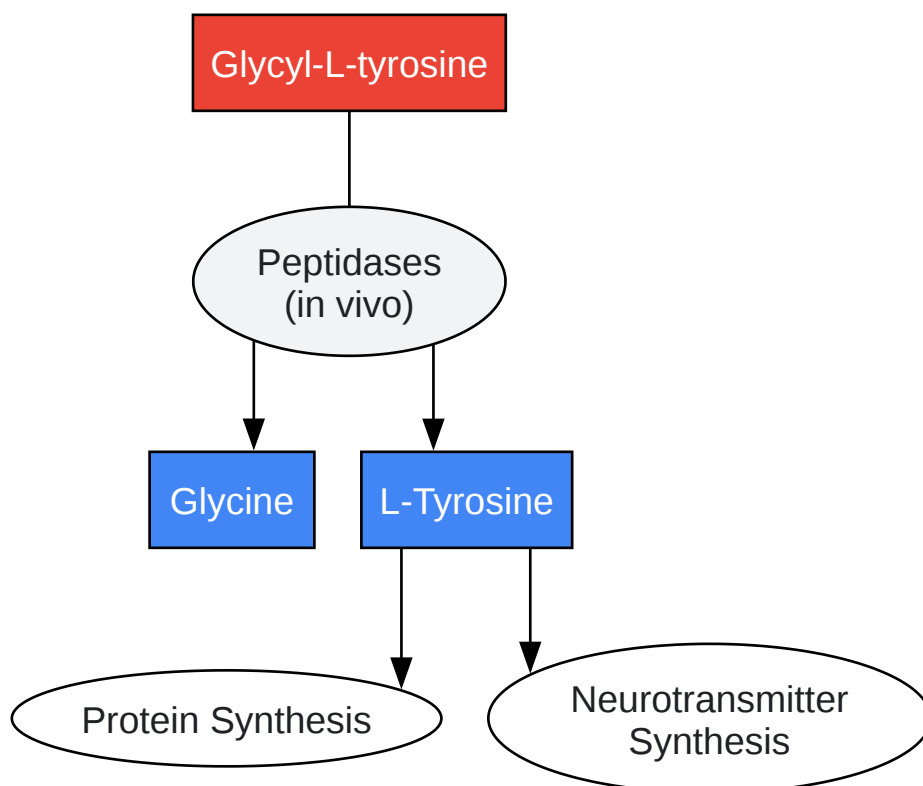 Glycyl-L-tyrosine
Peptidases
(in vivo)
Glycine
L-Tyrosine
Protein Synthesis
Neurotransmitter
Synthesis